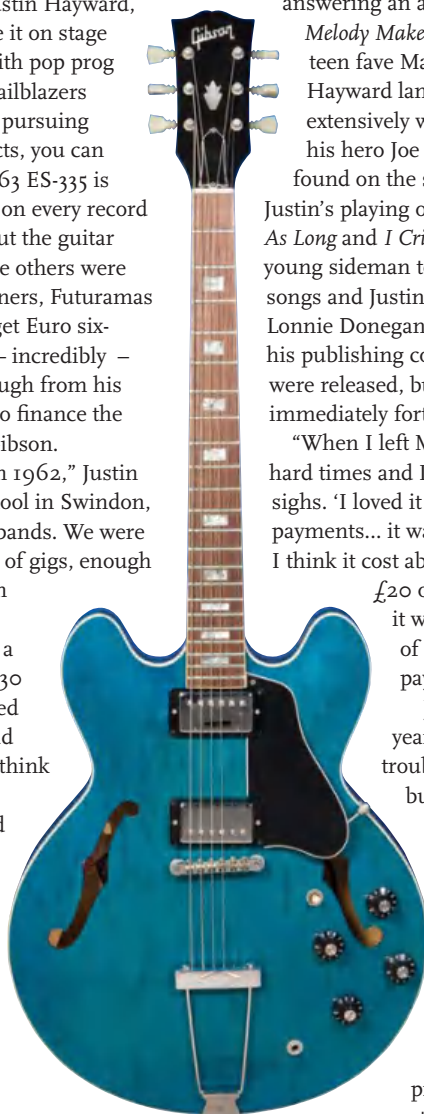 stin Hayward,
e it on stage
ith pop prog
ailblazers
pursuing
cts, you can
63 ES-335 is
on every record
ut the guitar
e others were
ners, Futuramas
get Euro six-
– incredibly –
ugh from his
o finance the
ibson.
n 1962,” Justin
ool in Swindon,
bands. We were
of gigs, enough
n
a
30
ed
d
think
d
Gibson
answering an a
Melody Make
teen fave Ma
Hayward lan
extensively w
his hero Joe
found on the s
Justin’s playing o
As Long and I Cri
young sideman to
songs and Justin
Lonnie Donegan
his publishing co
were released, bu
immediately fort
“When I left M
hard times and I
sighs. ‘I loved it
payments... it wa
I think it cost ab
£20 o
it w
of
pay
year
troub
bu
pr